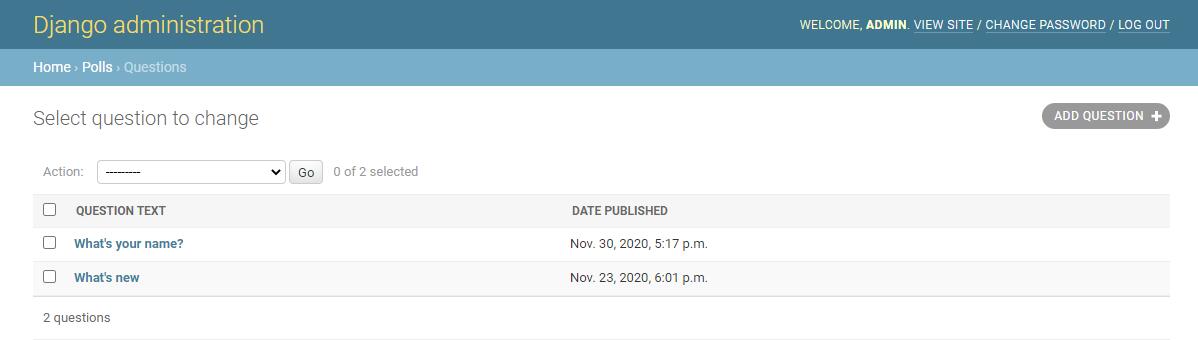 Django administration
WELCOME, ADMIN. VIEW SITE / CHANGE PASSWORD / LOG OUT
Home › Polls › Questions
Select question to change
ADD QUESTION +
Action: --------- Go 0 of 2 selected
QUESTION TEXT DATE PUBLISHED
What's your name? Nov. 30, 2020, 5:17 p.m.
What's new Nov. 23, 2020, 6:01 p.m.
2 questions